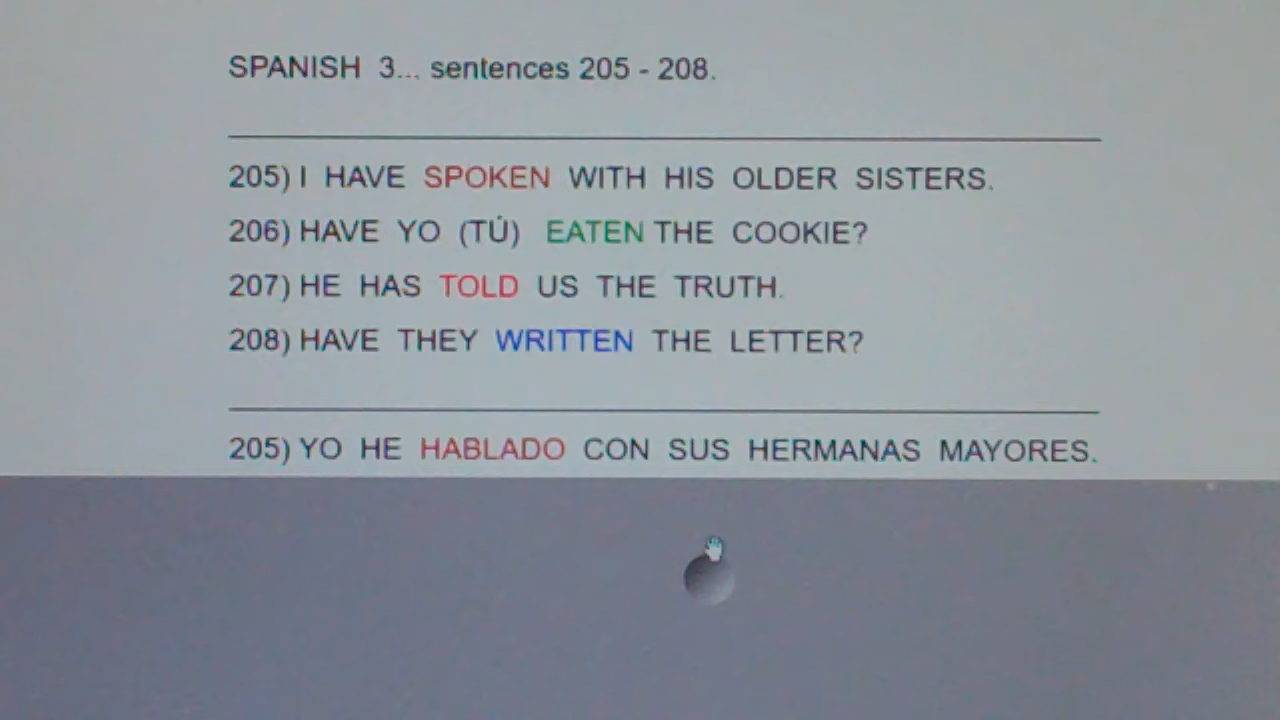 SPANISH 3... sentences 205 - 208.
205) I HAVE SPOKEN WITH HIS OLDER SISTERS.
206) HAVE YO (TÚ) EATEN THE COOKIE?
207) HE HAS TOLD US THE TRUTH.
208) HAVE THEY WRITTEN THE LETTER?
205) YO HE HABLADO CON SUS HERMANAS MAYORES.